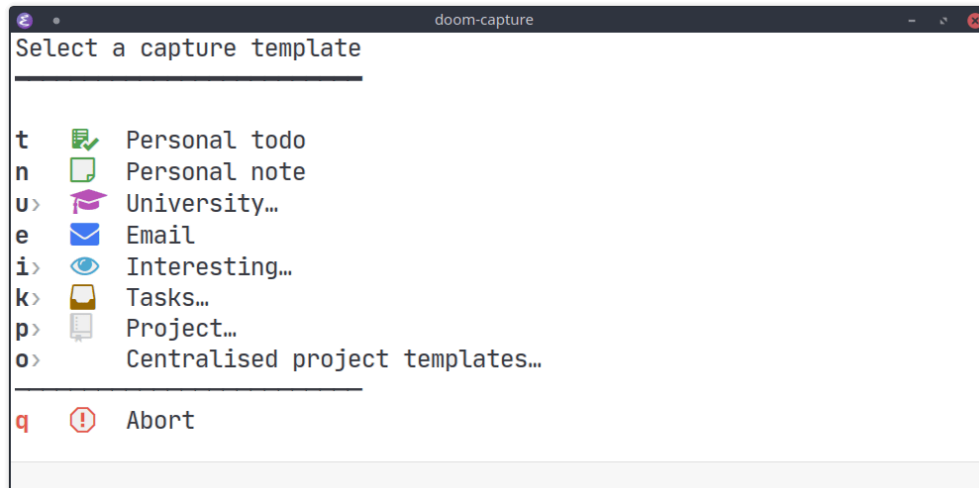 doom-capture
Select a capture template
t Personal todo
n Personal note
u› University…
e Email
i› Interesting…
k› Tasks…
p› Project…
o› Centralised project templates…
q Abort